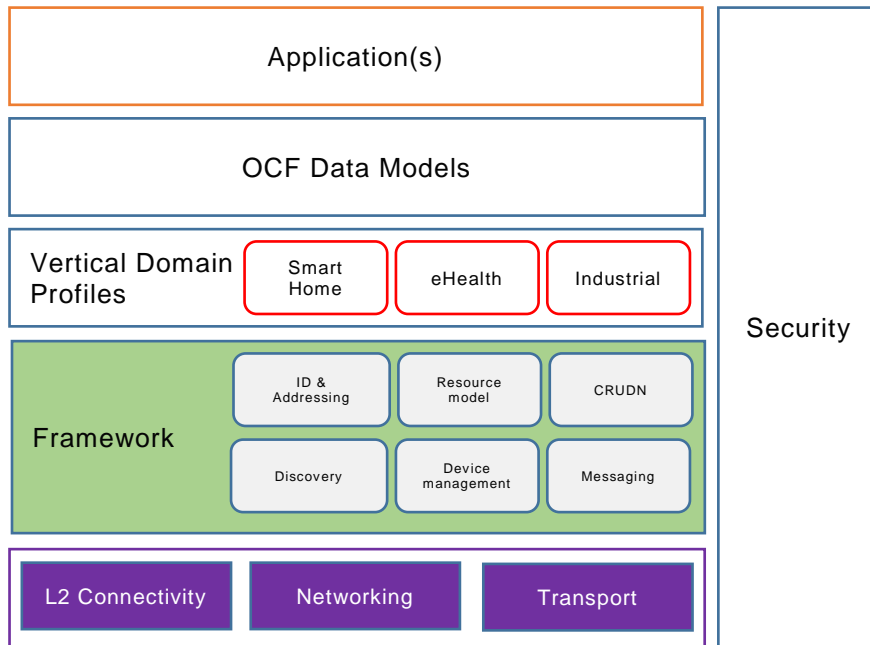 Application(s)
OCF Data Models
Vertical Domain
Profiles
Smart
Home
eHealth
Industrial
Security
Framework
ID &
Addressing
Resource
model
CRUDN
Discovery
Device
management
Messaging
L2 Connectivity
Networking
Transport